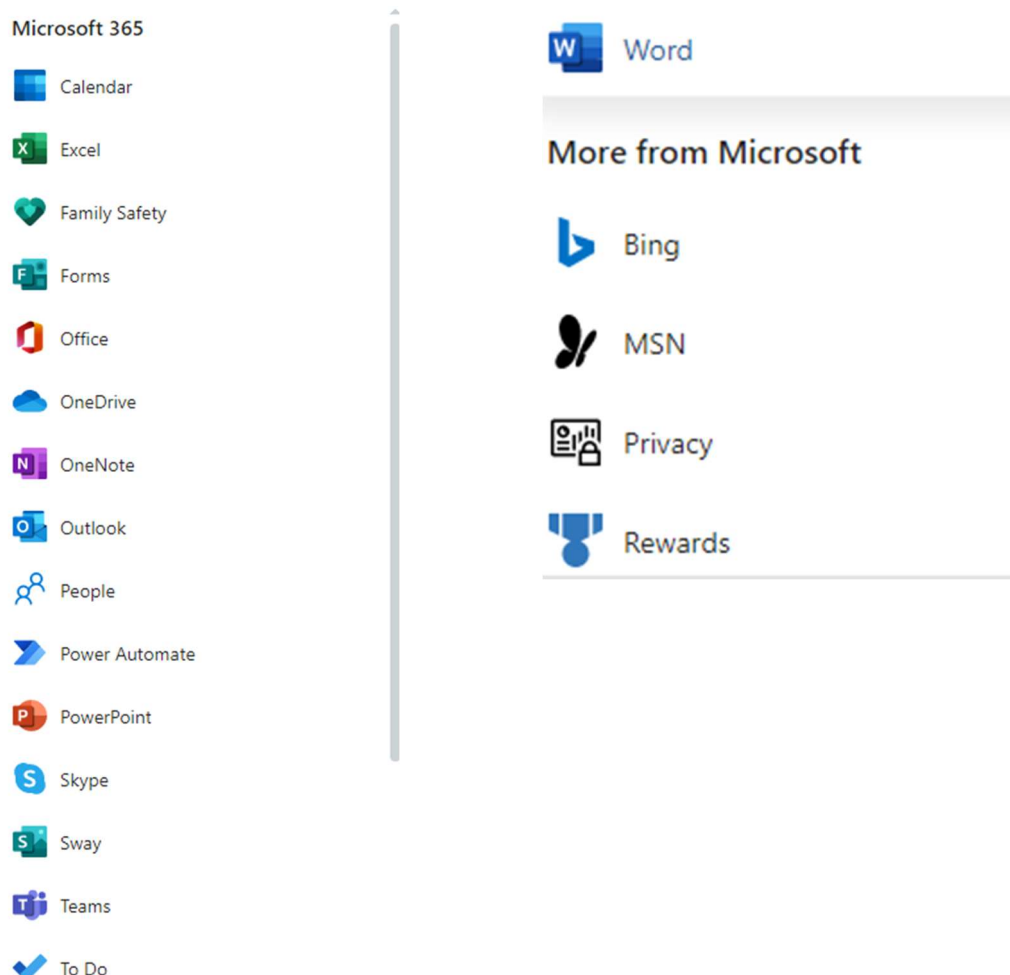 Microsoft 365
Calendar
Excel
Family Safety
Forms
Office
OneDrive
OneNote
Outlook
People
Power Automate
PowerPoint
Skype
Sway
Teams
To Do
Word
More from Microsoft
Bing
MSN
Privacy
Rewards